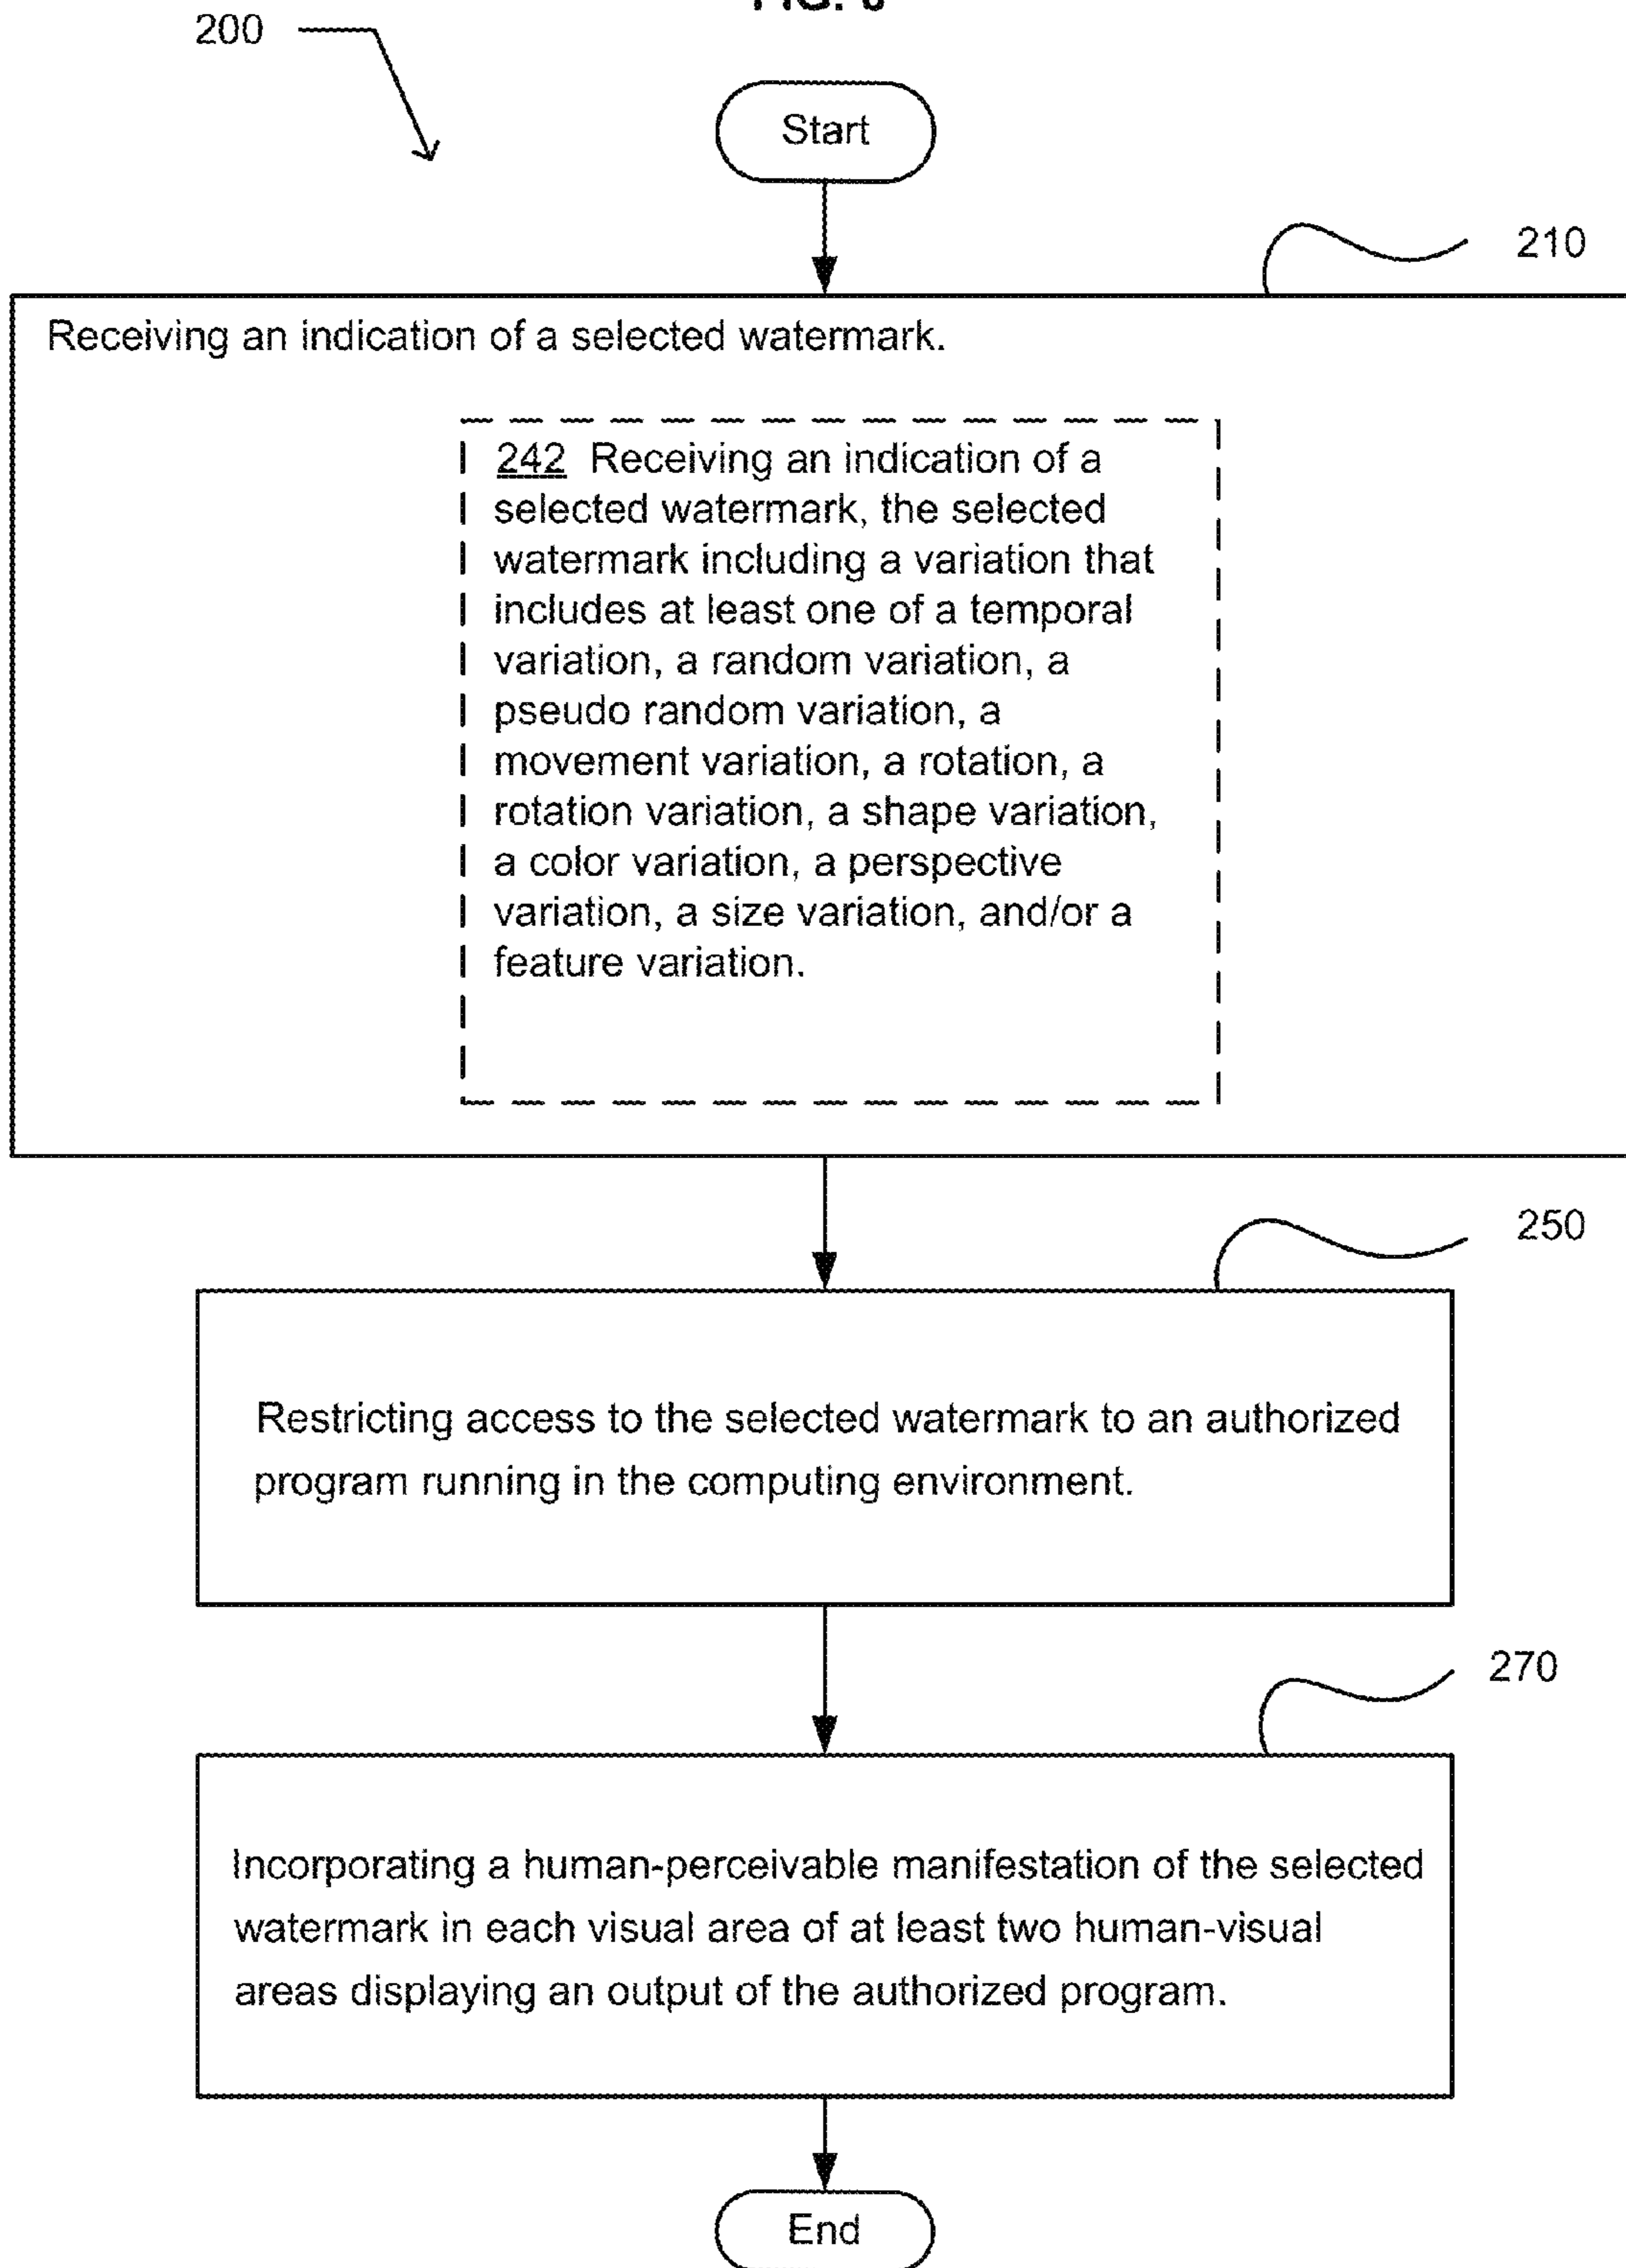 FIG.
200
Start
210
Receiving an indication of a selected watermark.
242 Receiving an indication of a
selected watermark, the selected
watermark including a variation that
includes at least one of a temporal
variation, a random variation, a
pseudo random variation, a
movement variation, a rotation, a
rotation variation, a shape variation,
a color variation, a perspective
variation, a size variation, and/or a
feature variation.
250
Restricting access to the selected watermark to an authorized
program running in the computing environment.
270
Incorporating a human-perceivable manifestation of the selected
watermark in each visual area of at least two human-visual
areas displaying an output of the authorized program.
End